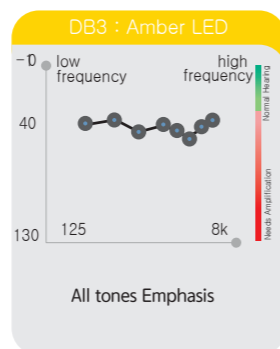 DB3 : Amber LED
-10
low
frequency
high
frequency
Normal Hearing
40
Needs Amplification
130
125
8k
All tones Emphasis